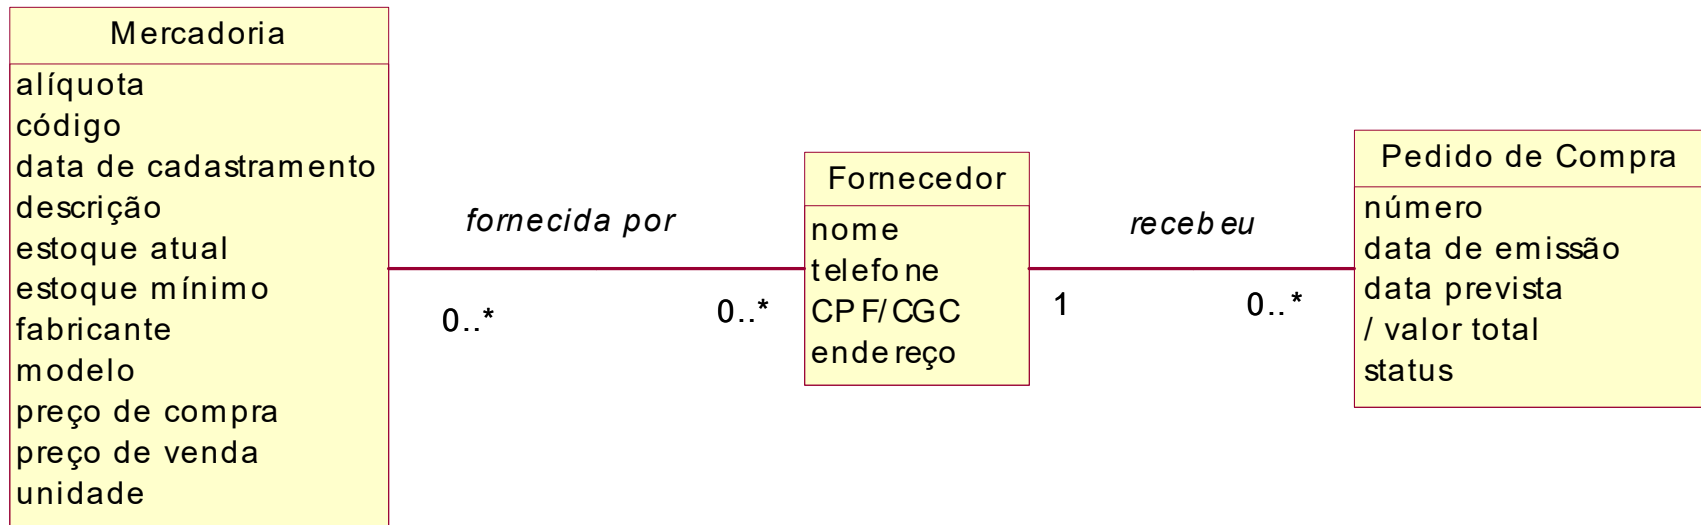 Mercadoria
alíquota
código
data de cadastramento
descrição
estoque atual
estoque mínimo
fabricante
modelo
preço de compra
preço de venda
unidade
fornecida por
0..*
0..*
Fornecedor
nome
telefone
CPF/CGC
endereço
recebeu
1
0..*
Pedido de Compra
número
data de emissão
data prevista
/ valor total
status